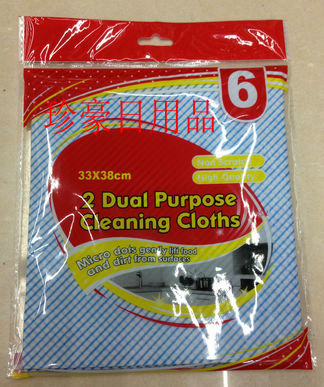 6
珍豪日用品
Non Scratch
High Quality
33X38cm
2 Dual Purpose
Cleaning Cloths
Micro dots gently lift food
and dirt from surfaces